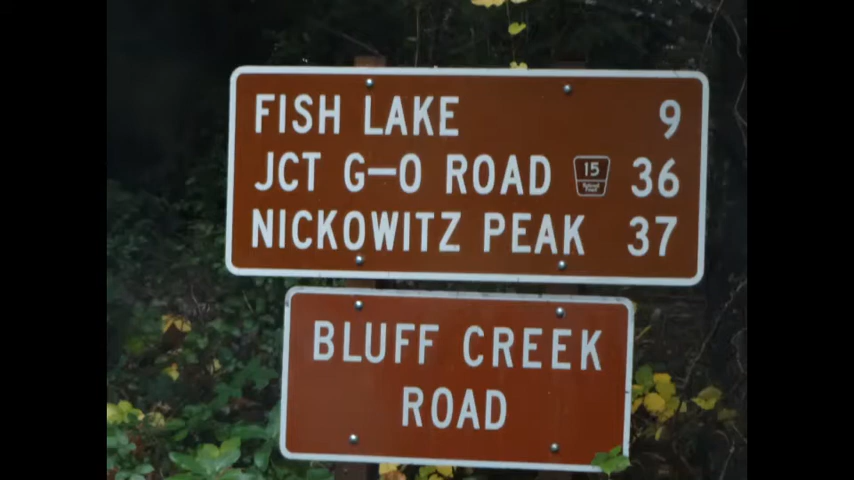 FISH LAKE 9
JCT G-O ROAD 15 36
NICKOWITZ PEAK 37
BLUFF CREEK
ROAD